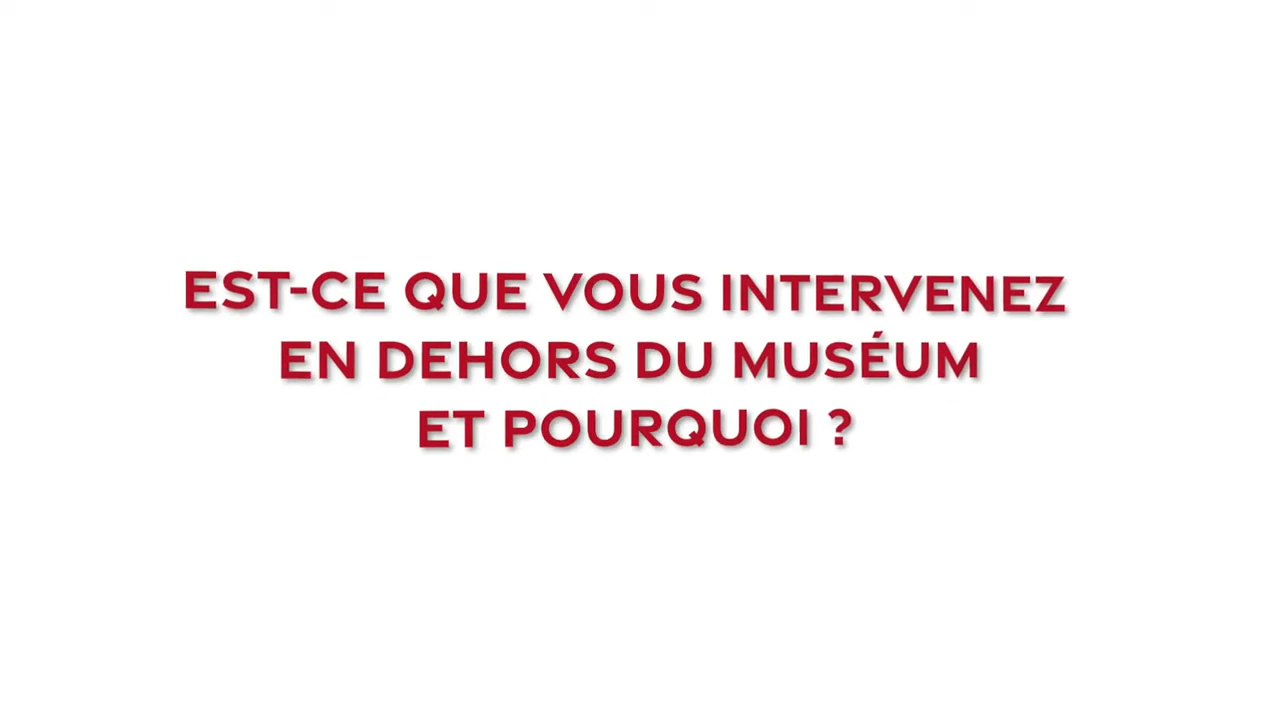 EST-CE QUE VOUS INTERVENEZ
EN DEHORS DU MUSÉUM
ET POURQUOI ?